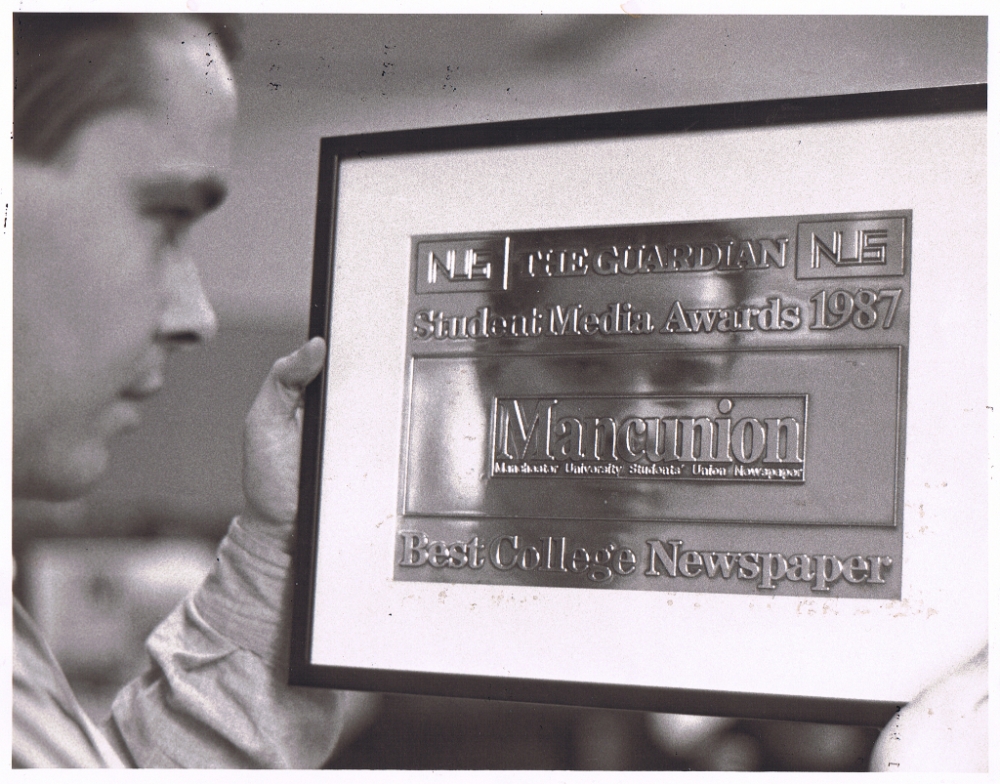 NUS THE GUARDIAN NUS
Student Media Awards 1987
Mancunion
Manchester University Students' Union Newspaper
Best College Newspaper